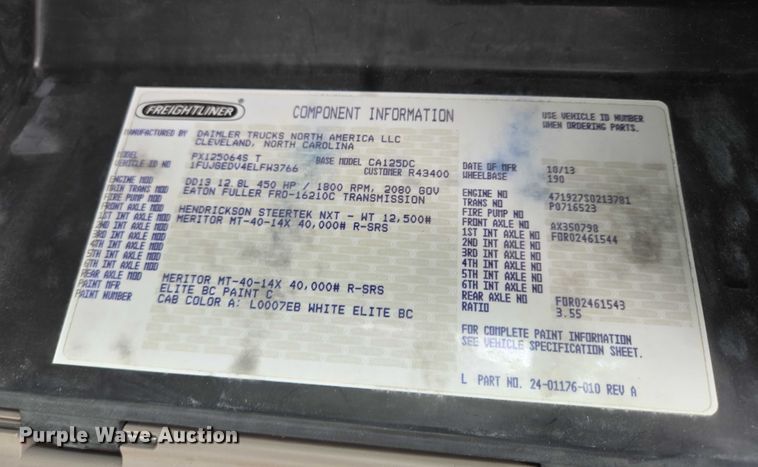 FREIGHTLINER
COMPONENT INFORMATION
USE VEHICLE ID NUMBER
WHEN ORDERING PARTS.
MANUFACTURED BY DAIMLER TRUCKS NORTH AMERICA LLC
CLEVELAND, NORTH CAROLINA
MODEL PX125064S T BASE MODEL CA125DC
1FUJGEDV4ELFW3766 CUSTOMER R43400
ENGINE MOD DD13 12.8L 450 HP / 1800 RPM, 2080 GOV
MAIN TRANS MOD EATON FULLER FRO-16210C TRANSMISSION
FIRE PUMP MOD
FRONT AXLE MOD HENDRICKSON STEERTEK NXT - WT 12,500#
1ST INT AXLE MOD MERITOR MT-40-14X 40,000# R-SRS
2ND INT AXLE MOD
3RD INT AXLE MOD
4TH INT AXLE MOD
5TH INT AXLE MOD
6TH INT AXLE MOD
REAR AXLE MOD MERITOR MT-40-14X 40,000# R-SRS
PAINT MFR ELITE BC PAINT C
PAINT NUMBER CAB COLOR A: L0007EB WHITE ELITE BC
DATE OF MFR 10/13
WHEELBASE 190
ENGINE NO 471927S0213781
TRANS NO P0716523
FIRE PUMP NO
FRONT AXLE NO AX350798
1ST INT AXLE NO FOR02461544
2ND INT AXLE NO
3RD INT AXLE NO
4TH INT AXLE NO
5TH INT AXLE NO
6TH INT AXLE NO
REAR AXLE NO FOR02461543
RATIO 3.55
FOR COMPLETE PAINT INFORMATION
SEE VEHICLE SPECIFICATION SHEET.
L PART NO. 24-01176-010 REV A
Purple Wave Auction